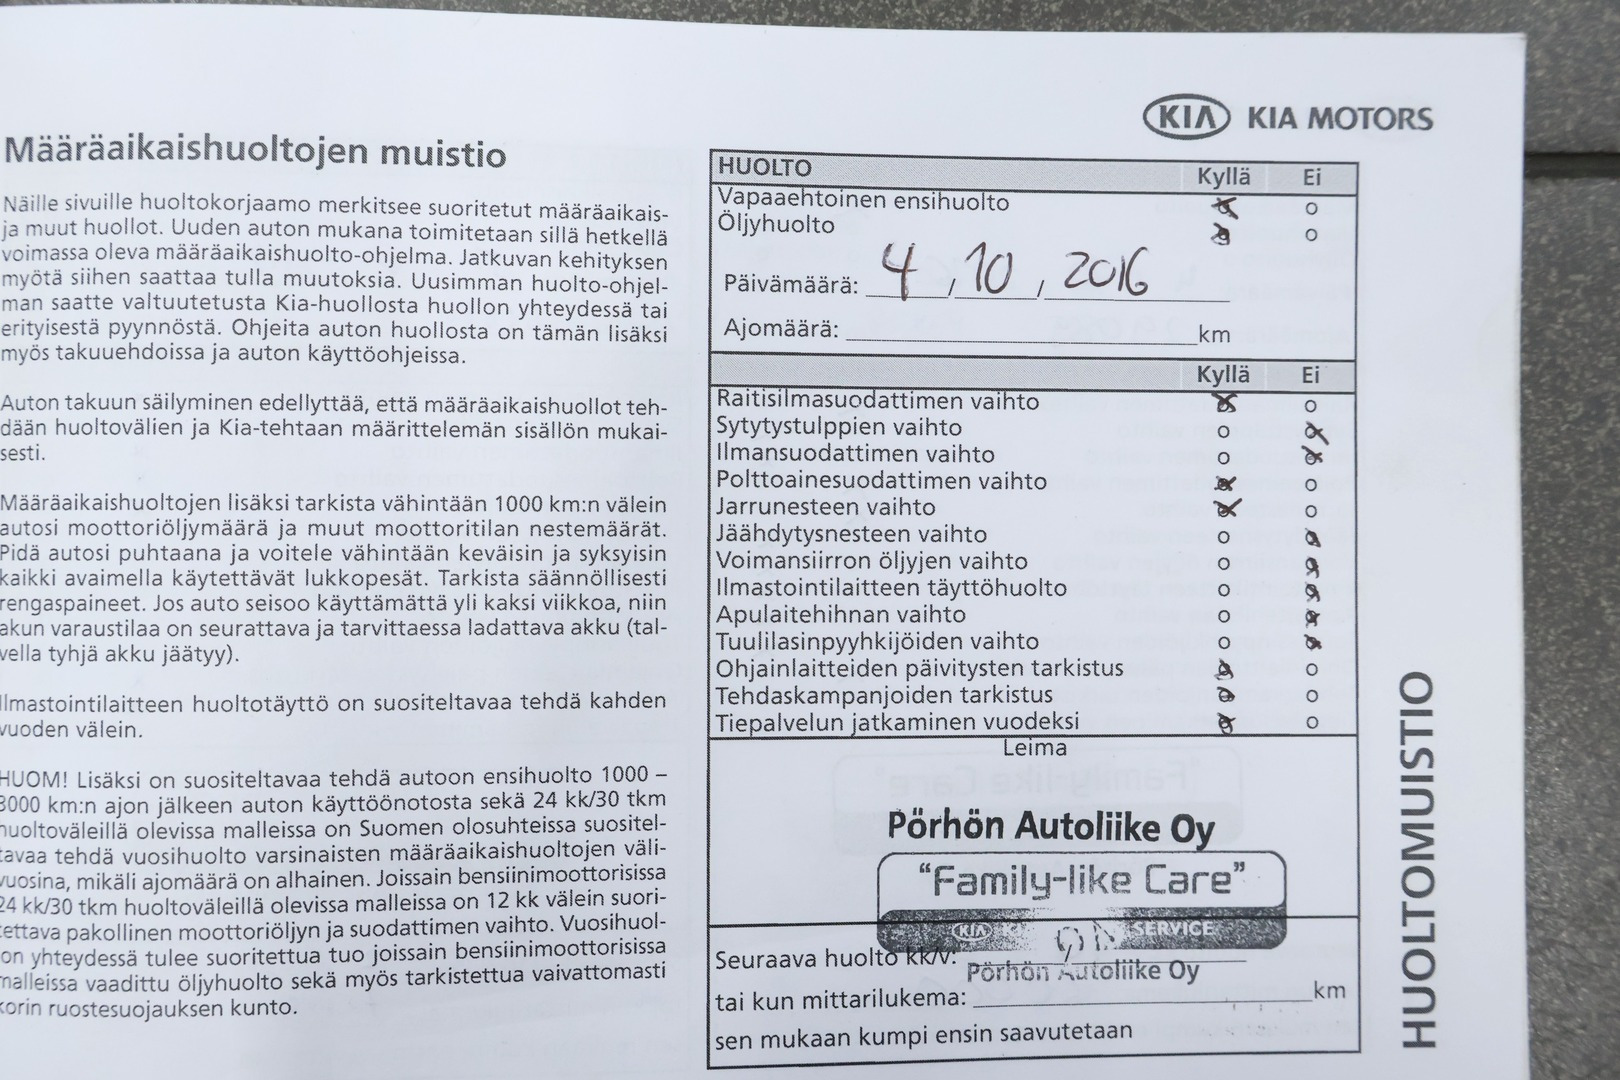 KIA KIA MOTORS
Määräaikaishuoltojen muistio
Näille sivuille huoltokorjaamo merkitsee suoritetut määräaikais-
ja muut huollot. Uuden auton mukana toimitetaan sillä hetkellä
voimassa oleva määräaikaishuolto-ohjelma. Jatkuvan kehityksen
myötä siihen saattaa tulla muutoksia. Uusimman huolto-ohjel-
man saatte valtuutetusta Kia-huollosta huollon yhteydessä tai
erityisestä pyynnöstä. Ohjeita auton huollosta on tämän lisäksi
myös takuuehdoissa ja auton käyttöohjeissa.
Auton takuun säilyminen edellyttää, että määräaikaishuollot teh-
dään huoltovälien ja Kia-tehtaan määrittelemän sisällön mukai-
sesti.
Määräaikaishuoltojen lisäksi tarkista vähintään 1000 km:n välein
autosi moottoriöljymäärä ja muut moottoritilan nestemäärät.
Pidä autosi puhtaana ja voitele vähintään keväisin ja syksyisin
kaikki avaimella käytettävät lukkopesät. Tarkista säännöllisesti
rengaspaineet. Jos auto seisoo käyttämättä yli kaksi viikkoa, niin
akun varaustilaa on seurattava ja tarvittaessa ladattava akku (tal-
vella tyhjä akku jäätyy).
Ilmastointilaitteen huoltotäyttö on suositeltavaa tehdä kahden
vuoden välein.
HUOM! Lisäksi on suositeltavaa tehdä autoon ensihuolto 1000 –
3000 km:n ajon jälkeen auton käyttöönotosta sekä 24 kk/30 tkm
huoltoväleillä olevissa malleissa on Suomen olosuhteissa suositel-
tavaa tehdä vuosihuolto varsinaisten määräaikaishuoltojen väli-
vuosina, mikäli ajomäärä on alhainen. Joissain bensiinimoottorisissa
24 kk/30 tkm huoltoväleillä olevissa malleissa on 12 kk välein suori-
tettava pakollinen moottoriöljyn ja suodattimen vaihto. Vuosihuol-
on yhteydessä tulee suoritettua tuo joissain bensiinimoottorisissa
malleissa vaadittu öljyhuolto sekä myös tarkistettua vaivattomasti
korin ruostesuojauksen kunto.
HUOLTO Kyllä Ei
Vapaaehtoinen ensihuolto
Öljyhuolto
Päivämäärä: 4, 10, 2016
Ajomäärä: km
Kyllä Ei
Raitisilmasuodattimen vaihto
Sytytystulppien vaihto
Ilmansuodattimen vaihto
Polttoainesuodattimen vaihto
Jarrunesteen vaihto
Jäähdytysnesteen vaihto
Voimansiirron öljyjen vaihto
Ilmastointilaitteen täyttöhuolto
Apulaitehihnan vaihto
Tuulilasinpyyhkijöiden vaihto
Ohjainlaitteiden päivitysten tarkistus
Tehdaskampanjoiden tarkistus
Tiepalvelun jatkaminen vuodeksi
Leima
Pörhön Autoliike Oy
"Family-like Care"
KIA SERVICE
Seuraava huolto kk/v:
Pörhön Autoliike Oy
tai kun mittarilukema: km
sen mukaan kumpi ensin saavutetaan
HUOLTOMUISTIO